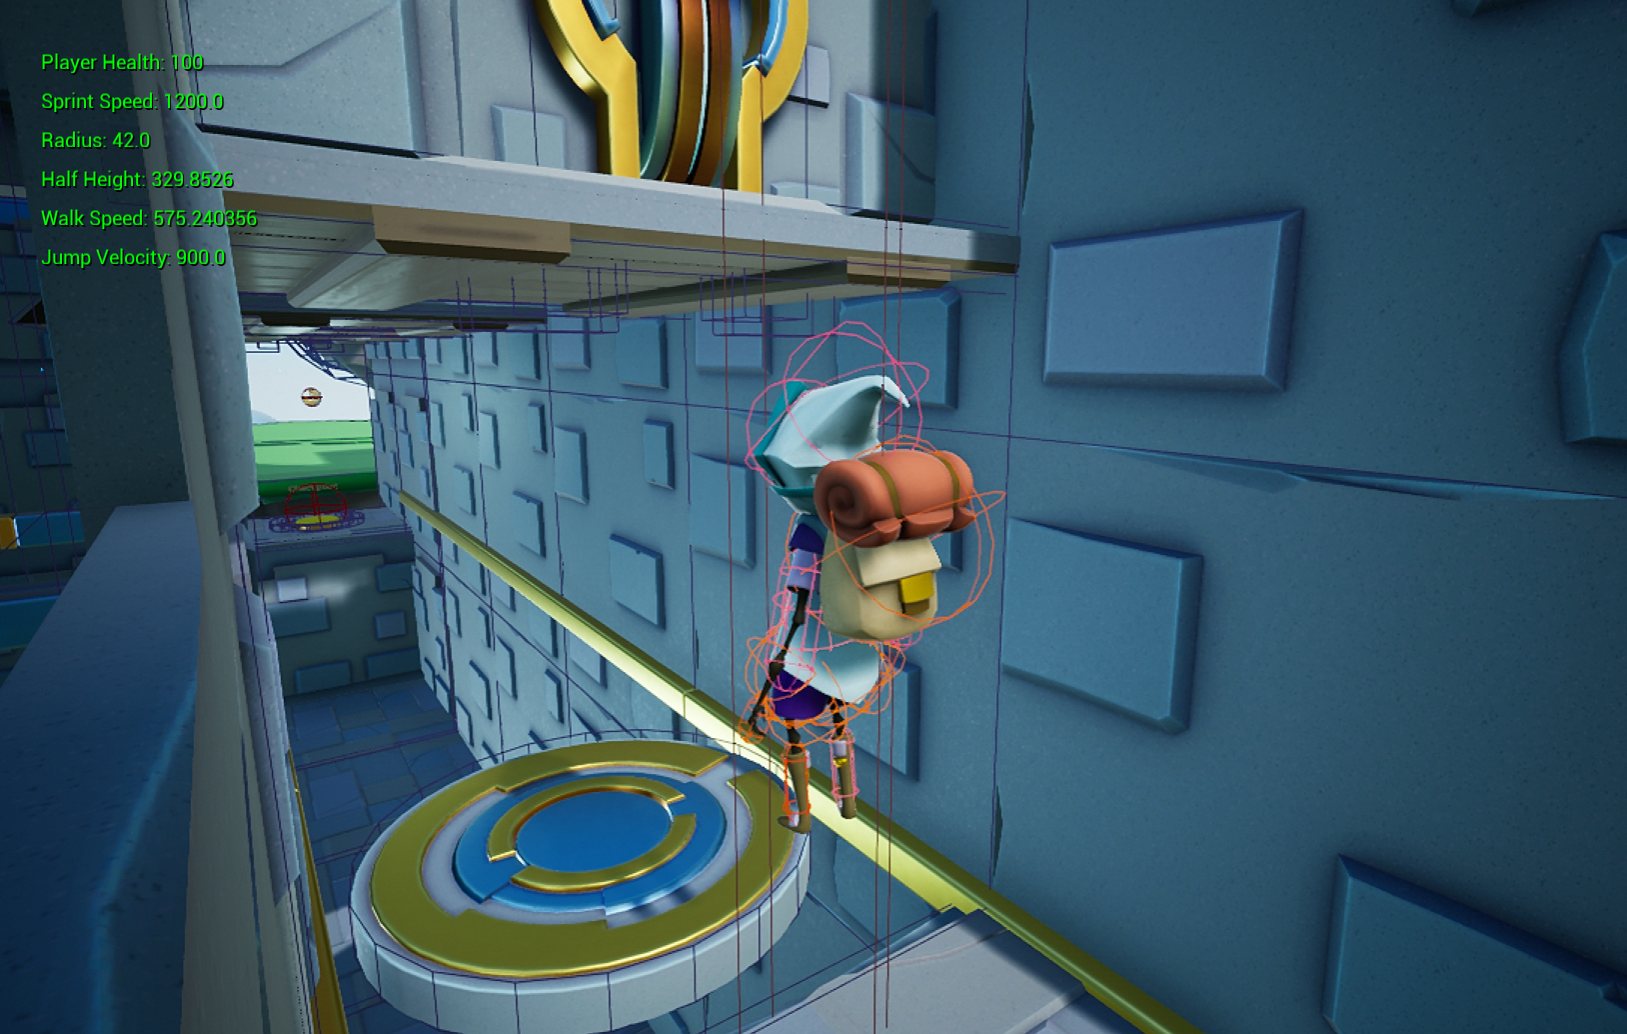 Player Health: 100
Sprint Speed: 1200.0
Radius: 42.0
Half Height: 329.8526
Walk Speed: 575.240356
Jump Velocity: 900.0